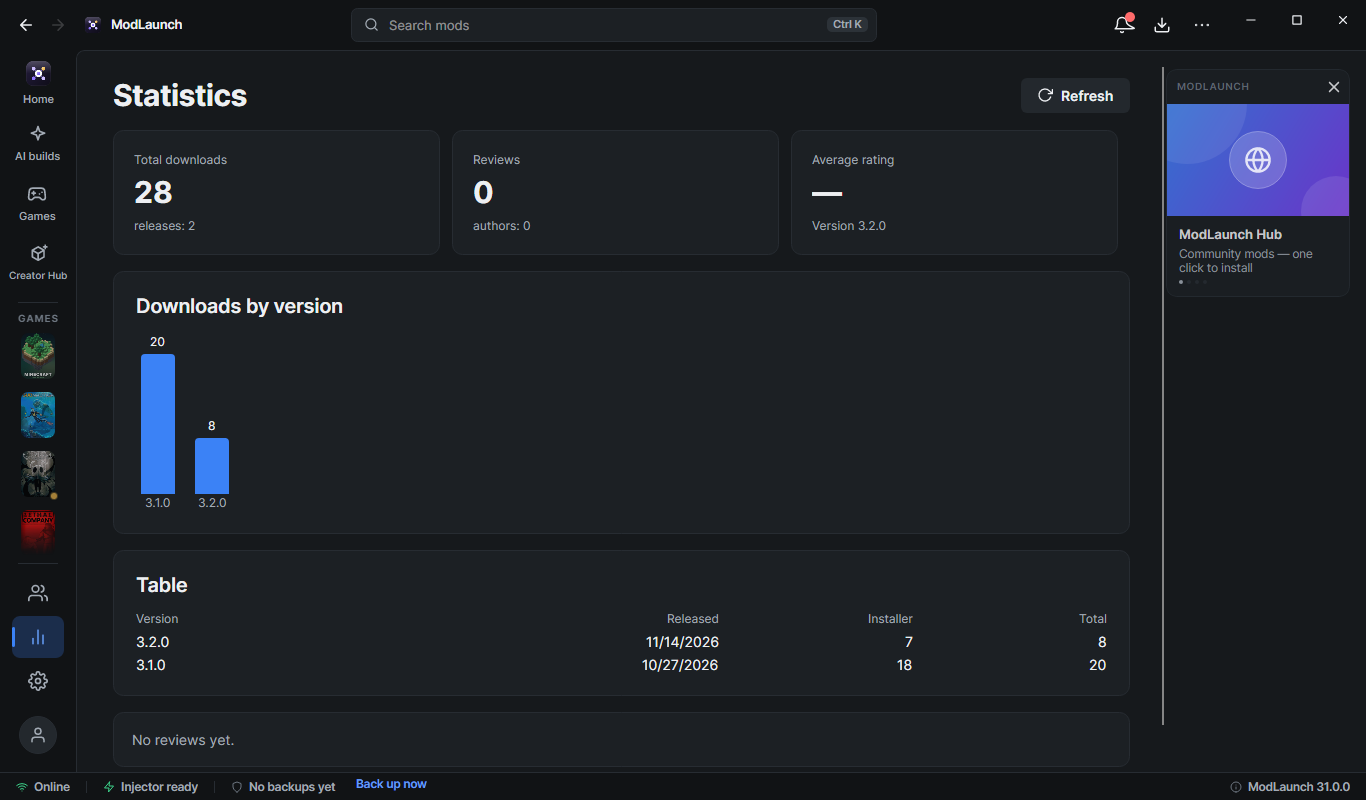 ModLaunch
Search mods
Ctrl K
Home
AI builds
Games
Creator Hub
GAMES
MINECRAFT
LETHAL
COMPANY
Statistics
Refresh
Total downloads
28
releases: 2
Reviews
0
authors: 0
Average rating
—
Version 3.2.0
Downloads by version
20
8
3.1.0 3.2.0
Table
Version Released Installer Total
3.2.0 11/14/2026 7 8
3.1.0 10/27/2026 18 20
No reviews yet.
MODLAUNCH
ModLaunch Hub
Community mods — one
click to install
Online
Injector ready
No backups yet
Back up now
ModLaunch 31.0.0